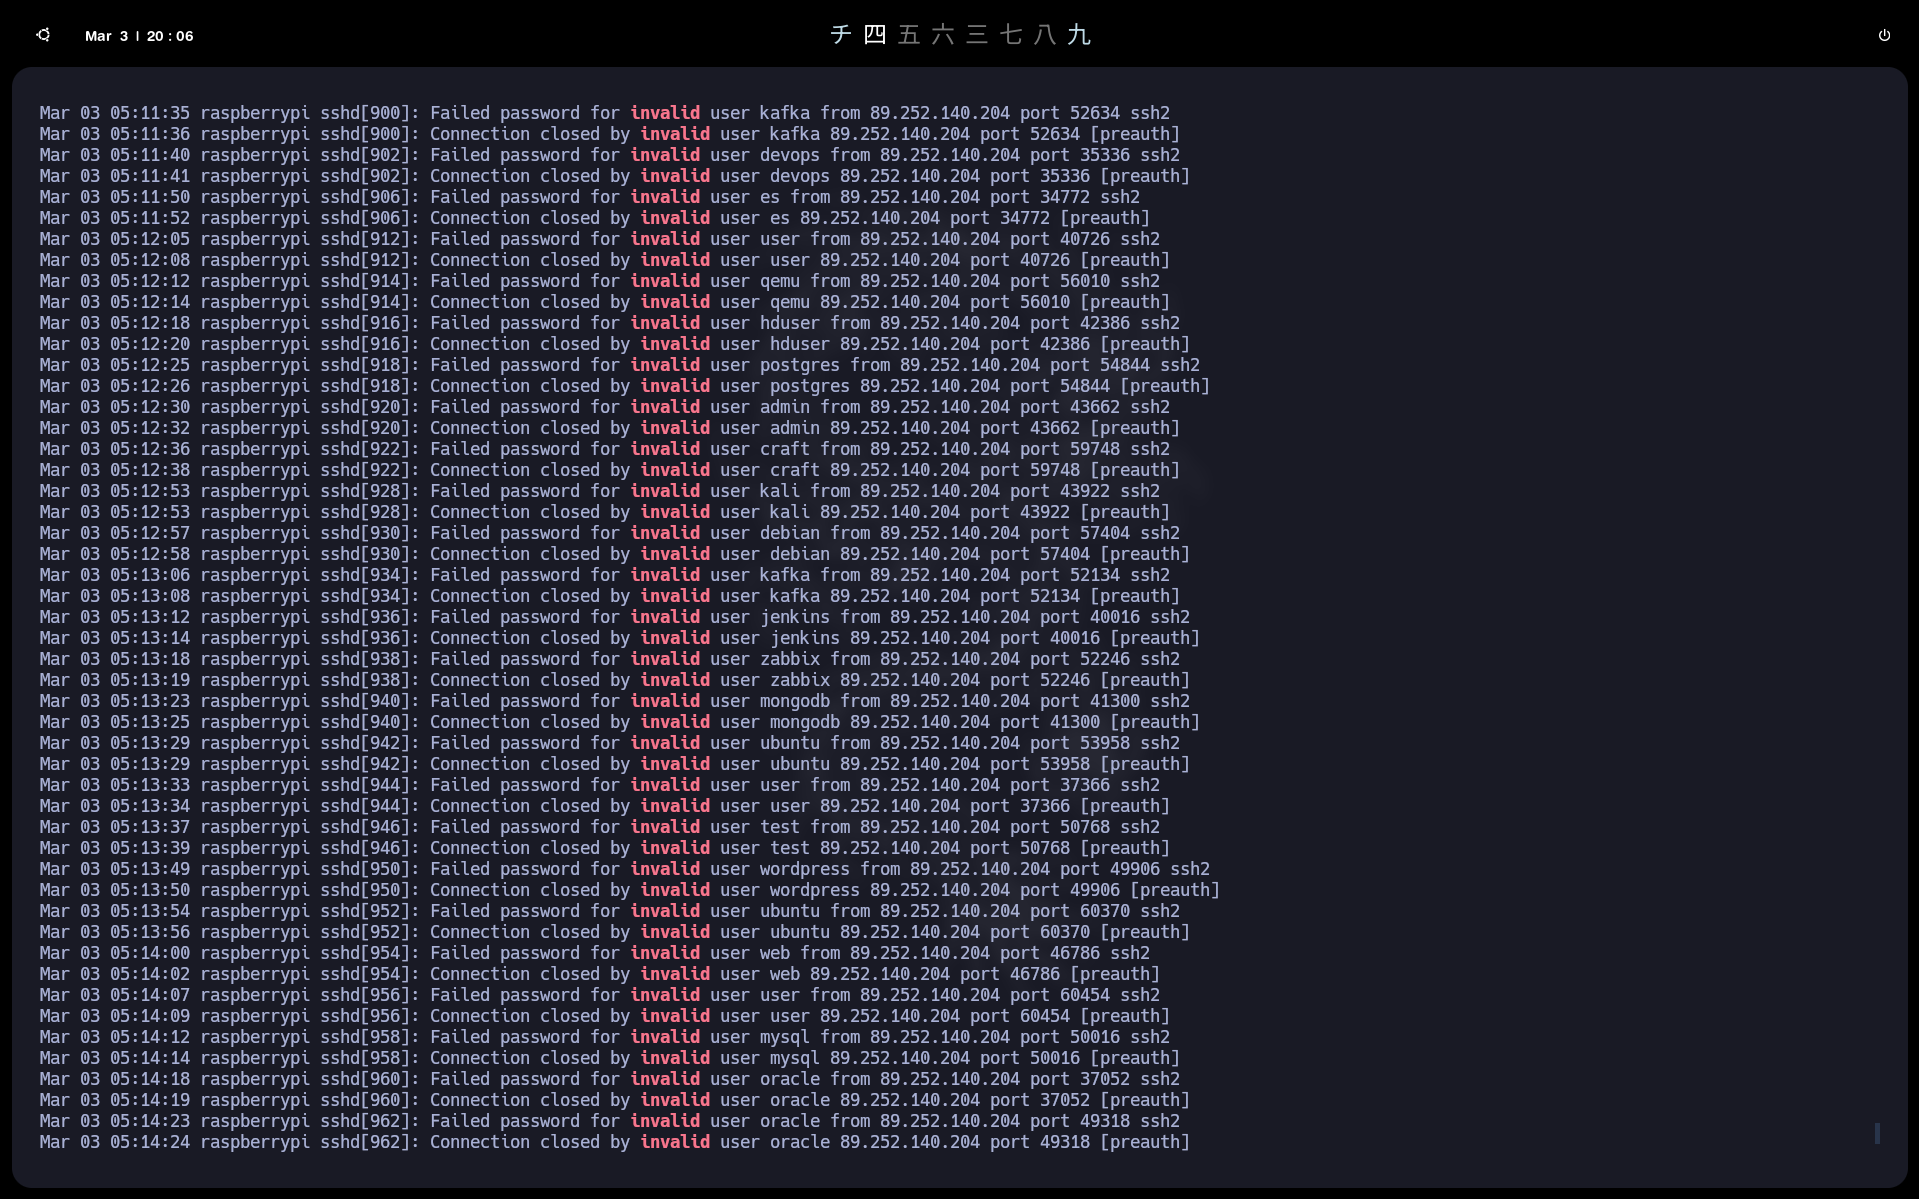 Mar 3 | 20 : 06
チ 四 五 六 三 七 八 九
Mar 03 05:11:35 raspberrypi sshd[900]: Failed password for invalid user kafka from 89.252.140.204 port 52634 ssh2
Mar 03 05:11:36 raspberrypi sshd[900]: Connection closed by invalid user kafka 89.252.140.204 port 52634 [preauth]
Mar 03 05:11:40 raspberrypi sshd[902]: Failed password for invalid user devops from 89.252.140.204 port 35336 ssh2
Mar 03 05:11:41 raspberrypi sshd[902]: Connection closed by invalid user devops 89.252.140.204 port 35336 [preauth]
Mar 03 05:11:50 raspberrypi sshd[906]: Failed password for invalid user es from 89.252.140.204 port 34772 ssh2
Mar 03 05:11:52 raspberrypi sshd[906]: Connection closed by invalid user es 89.252.140.204 port 34772 [preauth]
Mar 03 05:12:05 raspberrypi sshd[912]: Failed password for invalid user user from 89.252.140.204 port 40726 ssh2
Mar 03 05:12:08 raspberrypi sshd[912]: Connection closed by invalid user user 89.252.140.204 port 40726 [preauth]
Mar 03 05:12:12 raspberrypi sshd[914]: Failed password for invalid user qemu from 89.252.140.204 port 56010 ssh2
Mar 03 05:12:14 raspberrypi sshd[914]: Connection closed by invalid user qemu 89.252.140.204 port 56010 [preauth]
Mar 03 05:12:18 raspberrypi sshd[916]: Failed password for invalid user hduser from 89.252.140.204 port 42386 ssh2
Mar 03 05:12:20 raspberrypi sshd[916]: Connection closed by invalid user hduser 89.252.140.204 port 42386 [preauth]
Mar 03 05:12:25 raspberrypi sshd[918]: Failed password for invalid user postgres from 89.252.140.204 port 54844 ssh2
Mar 03 05:12:26 raspberrypi sshd[918]: Connection closed by invalid user postgres 89.252.140.204 port 54844 [preauth]
Mar 03 05:12:30 raspberrypi sshd[920]: Failed password for invalid user admin from 89.252.140.204 port 43662 ssh2
Mar 03 05:12:32 raspberrypi sshd[920]: Connection closed by invalid user admin 89.252.140.204 port 43662 [preauth]
Mar 03 05:12:36 raspberrypi sshd[922]: Failed password for invalid user craft from 89.252.140.204 port 59748 ssh2
Mar 03 05:12:38 raspberrypi sshd[922]: Connection closed by invalid user craft 89.252.140.204 port 59748 [preauth]
Mar 03 05:12:53 raspberrypi sshd[928]: Failed password for invalid user kali from 89.252.140.204 port 43922 ssh2
Mar 03 05:12:53 raspberrypi sshd[928]: Connection closed by invalid user kali 89.252.140.204 port 43922 [preauth]
Mar 03 05:12:57 raspberrypi sshd[930]: Failed password for invalid user debian from 89.252.140.204 port 57404 ssh2
Mar 03 05:12:58 raspberrypi sshd[930]: Connection closed by invalid user debian 89.252.140.204 port 57404 [preauth]
Mar 03 05:13:06 raspberrypi sshd[934]: Failed password for invalid user kafka from 89.252.140.204 port 52134 ssh2
Mar 03 05:13:08 raspberrypi sshd[934]: Connection closed by invalid user kafka 89.252.140.204 port 52134 [preauth]
Mar 03 05:13:12 raspberrypi sshd[936]: Failed password for invalid user jenkins from 89.252.140.204 port 40016 ssh2
Mar 03 05:13:14 raspberrypi sshd[936]: Connection closed by invalid user jenkins 89.252.140.204 port 40016 [preauth]
Mar 03 05:13:18 raspberrypi sshd[938]: Failed password for invalid user zabbix from 89.252.140.204 port 52246 ssh2
Mar 03 05:13:19 raspberrypi sshd[938]: Connection closed by invalid user zabbix 89.252.140.204 port 52246 [preauth]
Mar 03 05:13:23 raspberrypi sshd[940]: Failed password for invalid user mongodb from 89.252.140.204 port 41300 ssh2
Mar 03 05:13:25 raspberrypi sshd[940]: Connection closed by invalid user mongodb 89.252.140.204 port 41300 [preauth]
Mar 03 05:13:29 raspberrypi sshd[942]: Failed password for invalid user ubuntu from 89.252.140.204 port 53958 ssh2
Mar 03 05:13:29 raspberrypi sshd[942]: Connection closed by invalid user ubuntu 89.252.140.204 port 53958 [preauth]
Mar 03 05:13:33 raspberrypi sshd[944]: Failed password for invalid user user from 89.252.140.204 port 37366 ssh2
Mar 03 05:13:34 raspberrypi sshd[944]: Connection closed by invalid user user 89.252.140.204 port 37366 [preauth]
Mar 03 05:13:37 raspberrypi sshd[946]: Failed password for invalid user test from 89.252.140.204 port 50768 ssh2
Mar 03 05:13:39 raspberrypi sshd[946]: Connection closed by invalid user test 89.252.140.204 port 50768 [preauth]
Mar 03 05:13:49 raspberrypi sshd[950]: Failed password for invalid user wordpress from 89.252.140.204 port 49906 ssh2
Mar 03 05:13:50 raspberrypi sshd[950]: Connection closed by invalid user wordpress 89.252.140.204 port 49906 [preauth]
Mar 03 05:13:54 raspberrypi sshd[952]: Failed password for invalid user ubuntu from 89.252.140.204 port 60370 ssh2
Mar 03 05:13:56 raspberrypi sshd[952]: Connection closed by invalid user ubuntu 89.252.140.204 port 60370 [preauth]
Mar 03 05:14:00 raspberrypi sshd[954]: Failed password for invalid user web from 89.252.140.204 port 46786 ssh2
Mar 03 05:14:02 raspberrypi sshd[954]: Connection closed by invalid user web 89.252.140.204 port 46786 [preauth]
Mar 03 05:14:07 raspberrypi sshd[956]: Failed password for invalid user user from 89.252.140.204 port 60454 ssh2
Mar 03 05:14:09 raspberrypi sshd[956]: Connection closed by invalid user user 89.252.140.204 port 60454 [preauth]
Mar 03 05:14:12 raspberrypi sshd[958]: Failed password for invalid user mysql from 89.252.140.204 port 50016 ssh2
Mar 03 05:14:14 raspberrypi sshd[958]: Connection closed by invalid user mysql 89.252.140.204 port 50016 [preauth]
Mar 03 05:14:18 raspberrypi sshd[960]: Failed password for invalid user oracle from 89.252.140.204 port 37052 ssh2
Mar 03 05:14:19 raspberrypi sshd[960]: Connection closed by invalid user oracle 89.252.140.204 port 37052 [preauth]
Mar 03 05:14:23 raspberrypi sshd[962]: Failed password for invalid user oracle from 89.252.140.204 port 49318 ssh2
Mar 03 05:14:24 raspberrypi sshd[962]: Connection closed by invalid user oracle 89.252.140.204 port 49318 [preauth]